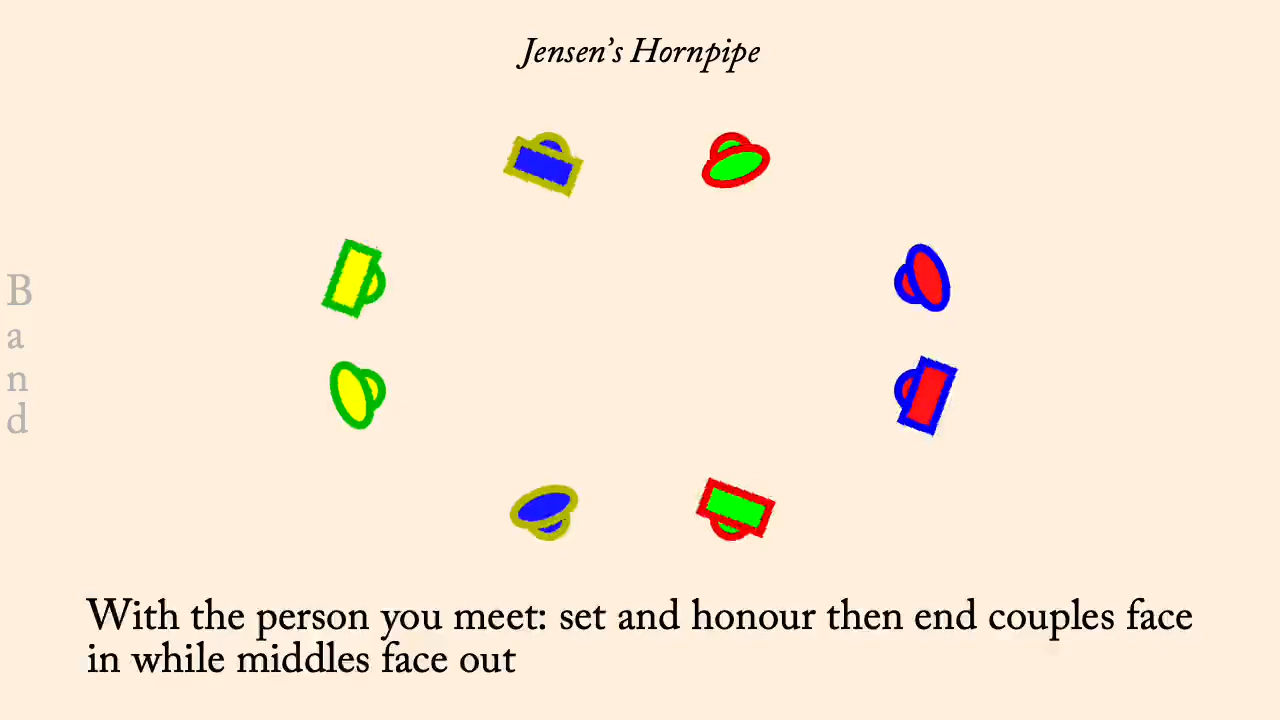 Jensen’s Hornpipe
B
a
n
d
With the person you meet: set and honour then end couples face
in while middles face out